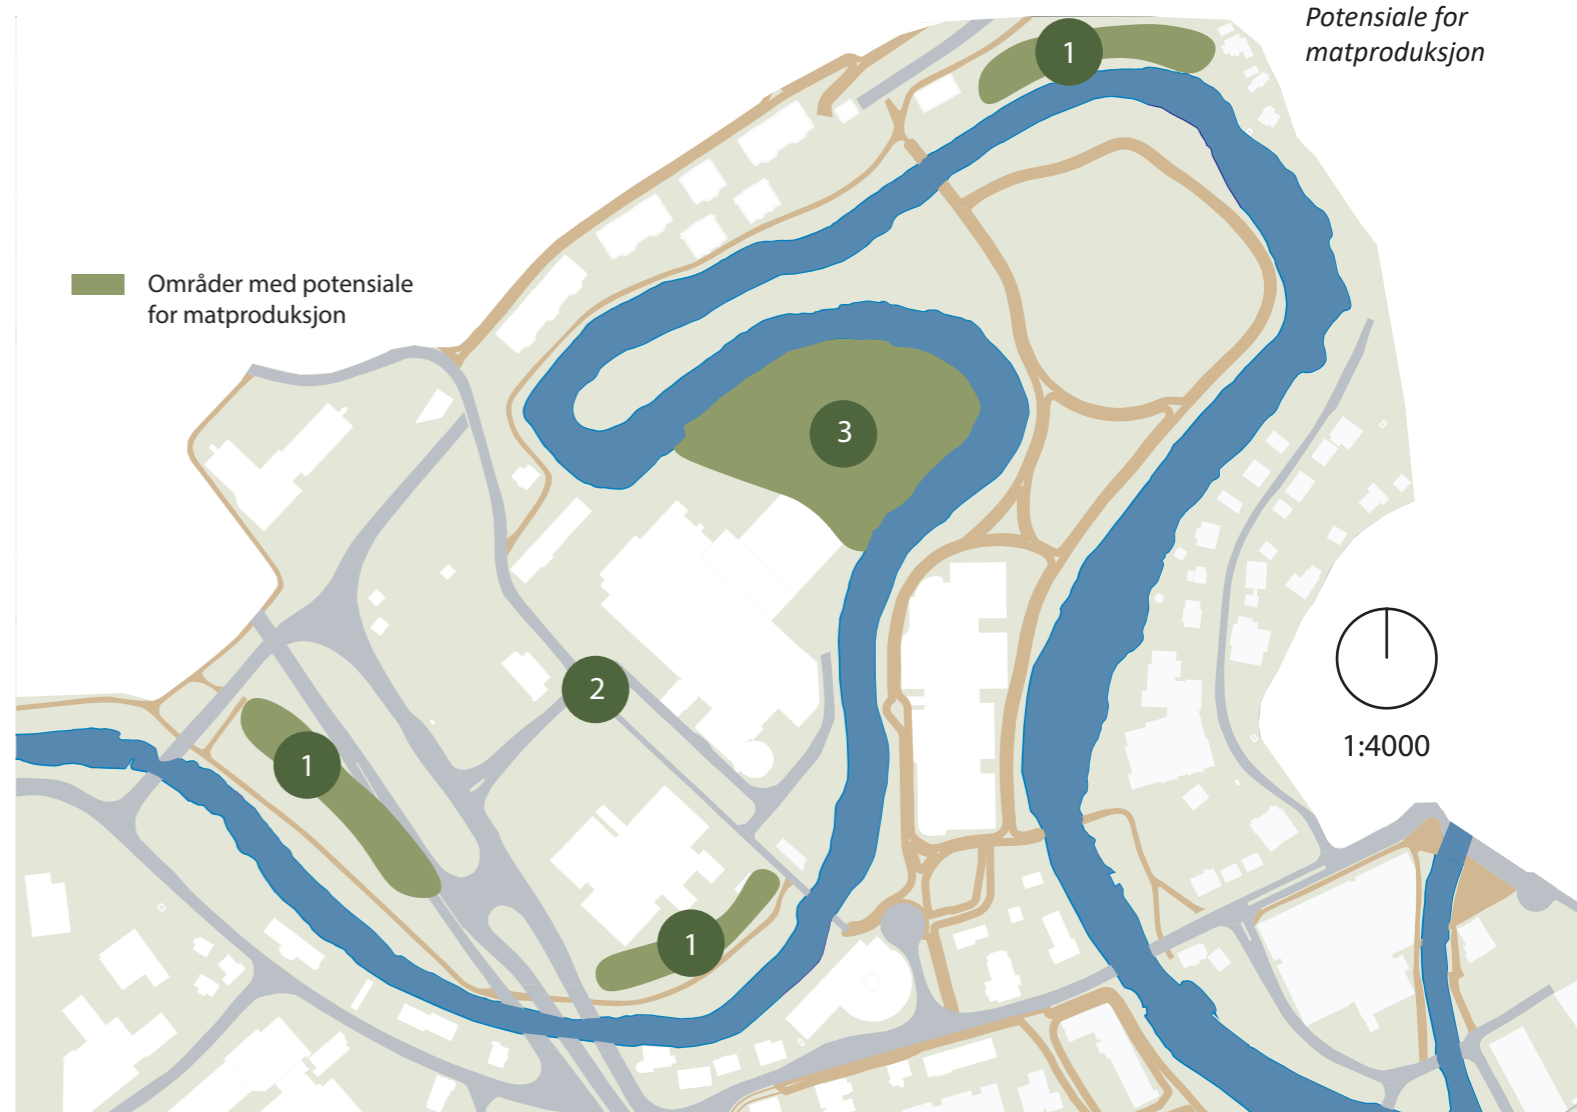 Potensiale for
matproduksjon
1
Områder med potensiale
for matproduksjon
3
2
1:4000
1
1